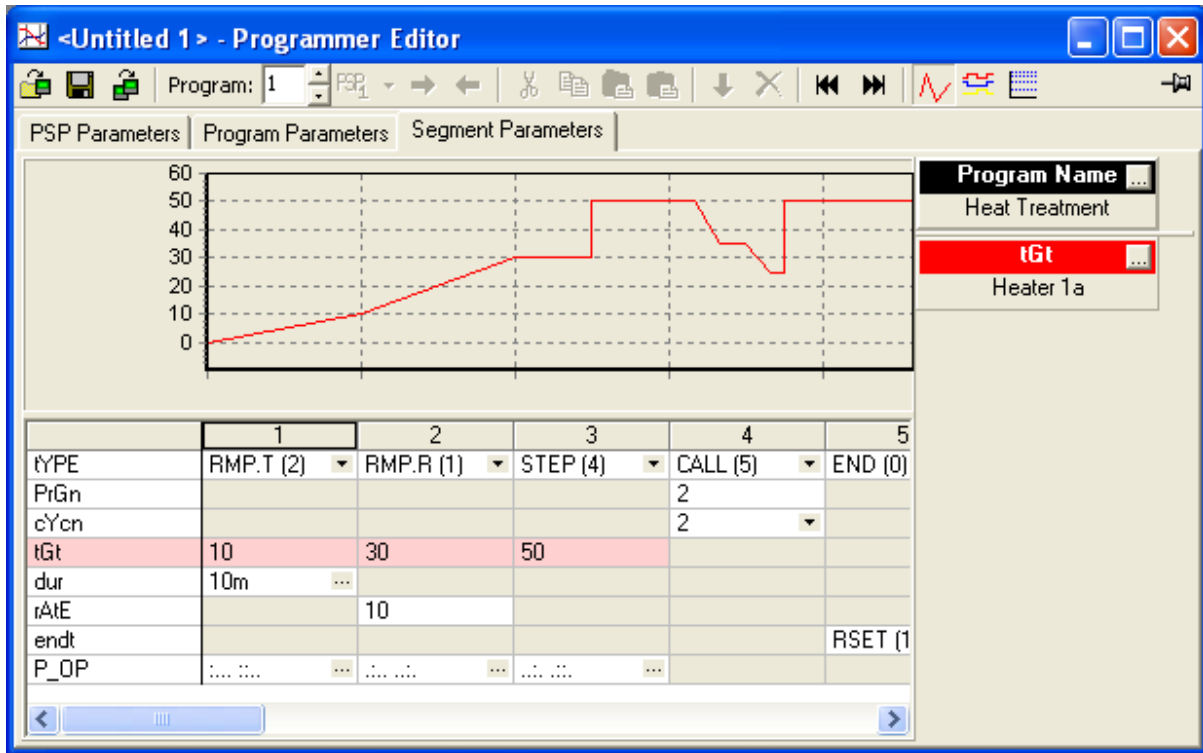 <Untitled 1> - Programmer Editor
Program: 1 PSP1
PSP Parameters Program Parameters Segment Parameters
60
50
40
30
20
10
0
Program Name ...
Heat Treatment
tGt ...
Heater 1a
1 2 3 4 5
tYPE RMP.T (2) RMP.R (1) STEP (4) CALL (5) END (0)
PrGn 2
cYcn 2
tGt 10 30 50
dur 10m ...
rAtE 10
endt RSET (1
P_OP ... ... ...